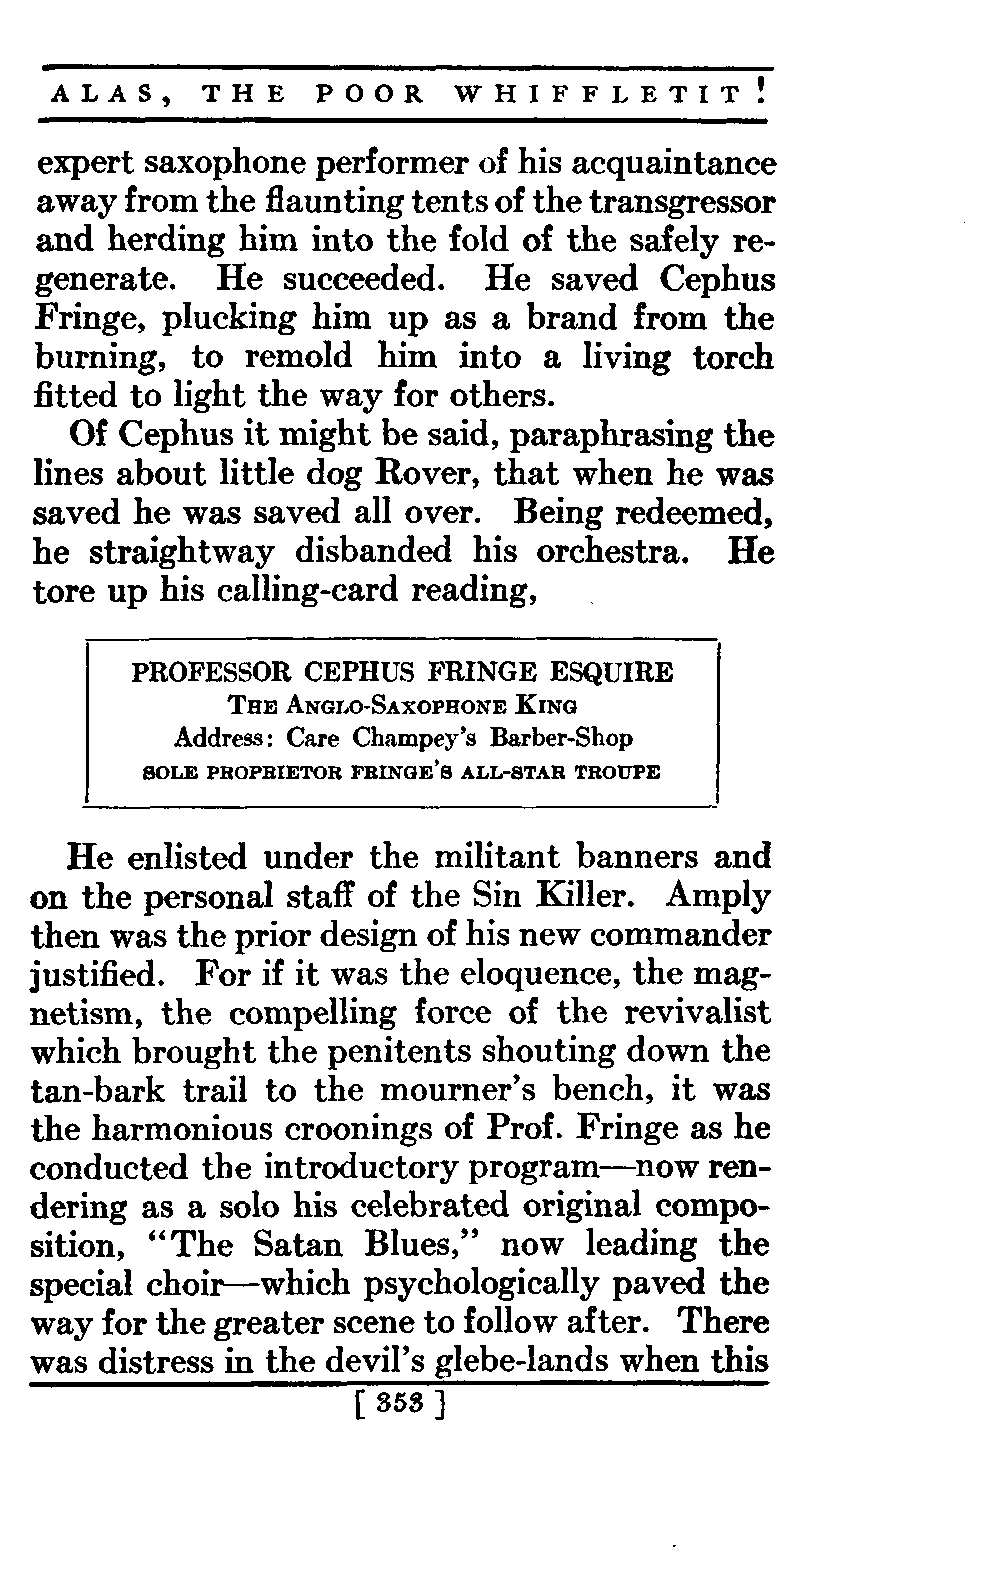 ALAS, THE POOR WHIFFLETIT!
expert saxophone performer of his acquaintance
away from the flaunting tents of the transgressor
and herding him into the fold of the safely re-
generate. He succeeded. He saved Cephus
Fringe, plucking him up as a brand from the
burning, to remold him into a living torch
fitted to light the way for others.
Of Cephus it might be said, paraphrasing the
lines about little dog Rover, that when he was
saved he was saved all over. Being redeemed,
he straightway disbanded his orchestra. He
tore up his calling-card reading,
PROFESSOR CEPHUS FRINGE ESQUIRE
THE ANGLO-SAXOPHONE KING
Address: Care Champey's Barber-Shop
SOLE PROPRIETOR FRINGE'S ALL-STAR TROUPE
He enlisted under the militant banners and
on the personal staff of the Sin Killer. Amply
then was the prior design of his new commander
justified. For if it was the eloquence, the mag-
netism, the compelling force of the revivalist
which brought the penitents shouting down the
tan-bark trail to the mourner's bench, it was
the harmonious croonings of Prof. Fringe as he
conducted the introductory program—now ren-
dering as a solo his celebrated original compo-
sition, "The Satan Blues," now leading the
special choir—which psychologically paved the
way for the greater scene to follow after. There
was distress in the devil's glebe-lands when this
[ 353 ]